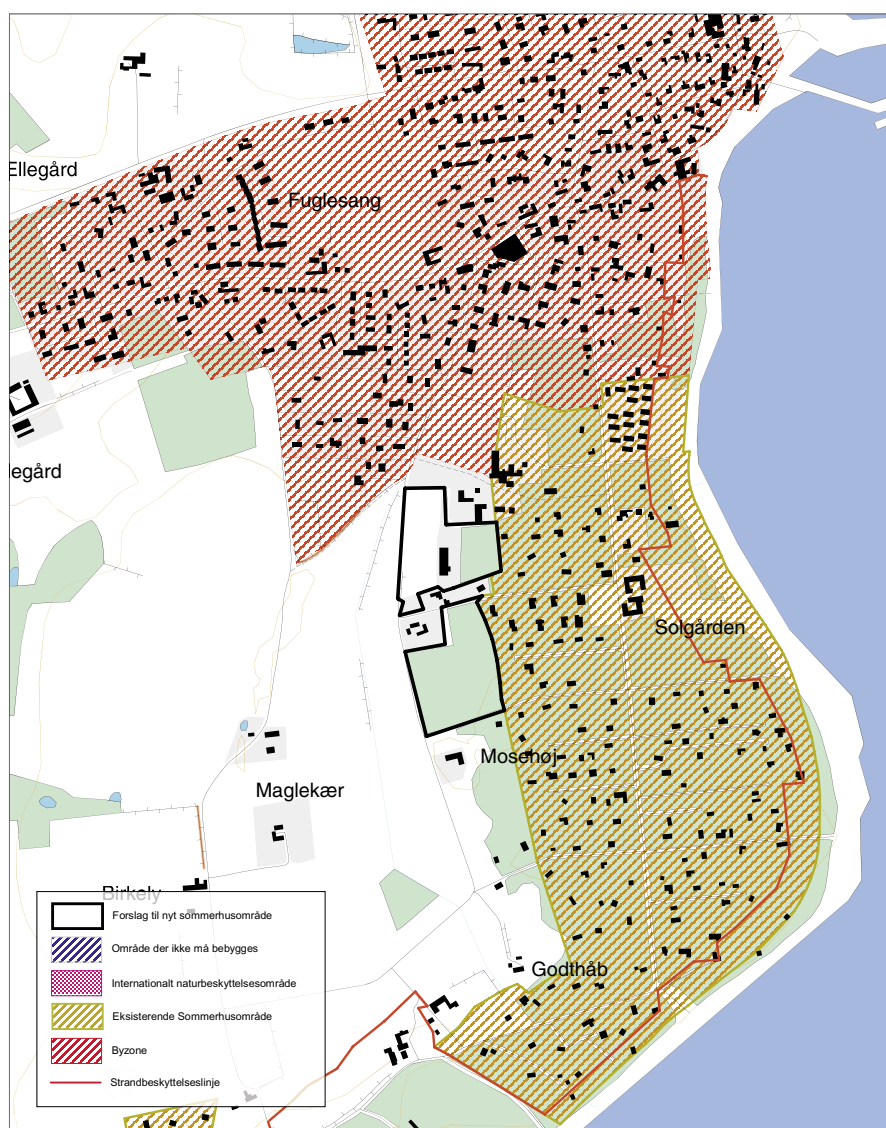 Ellegård
Fuglesang
legård
Solgården
Mosehøj
Maglekær
Birkely
Godthåb
Forslag til nyt sommerhusområde
Område der ikke må bebygges
Internationalt naturbeskyttelsesområde
Eksisterende Sommerhusområde
Byzone
Strandbeskyttelseslinje